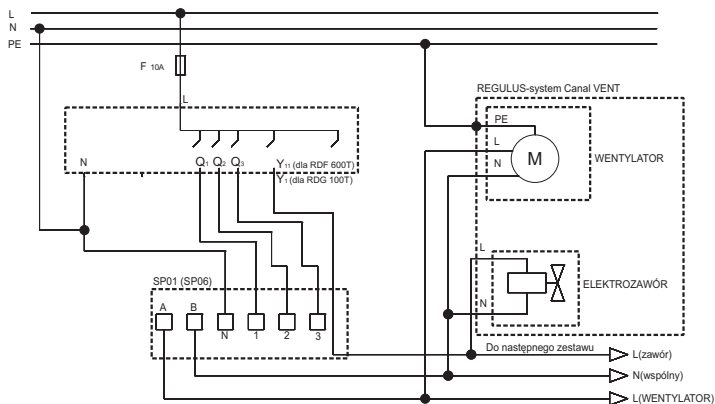 L
N
PE
F 10A
L
REGULUS-system Canal VENT
PE
L
N
M
WENTYLATOR
N
Q1 Q2 Q3
Y11 (dla RDF 600T)
Y1 (dla RDG 100T)
L
N
ELEKTROZAWÓR
SP01 (SP06)
A B
N 1 2 3
Do następnego zestawu
L(zawór)
N(wspólny)
L(WENTYLATOR)